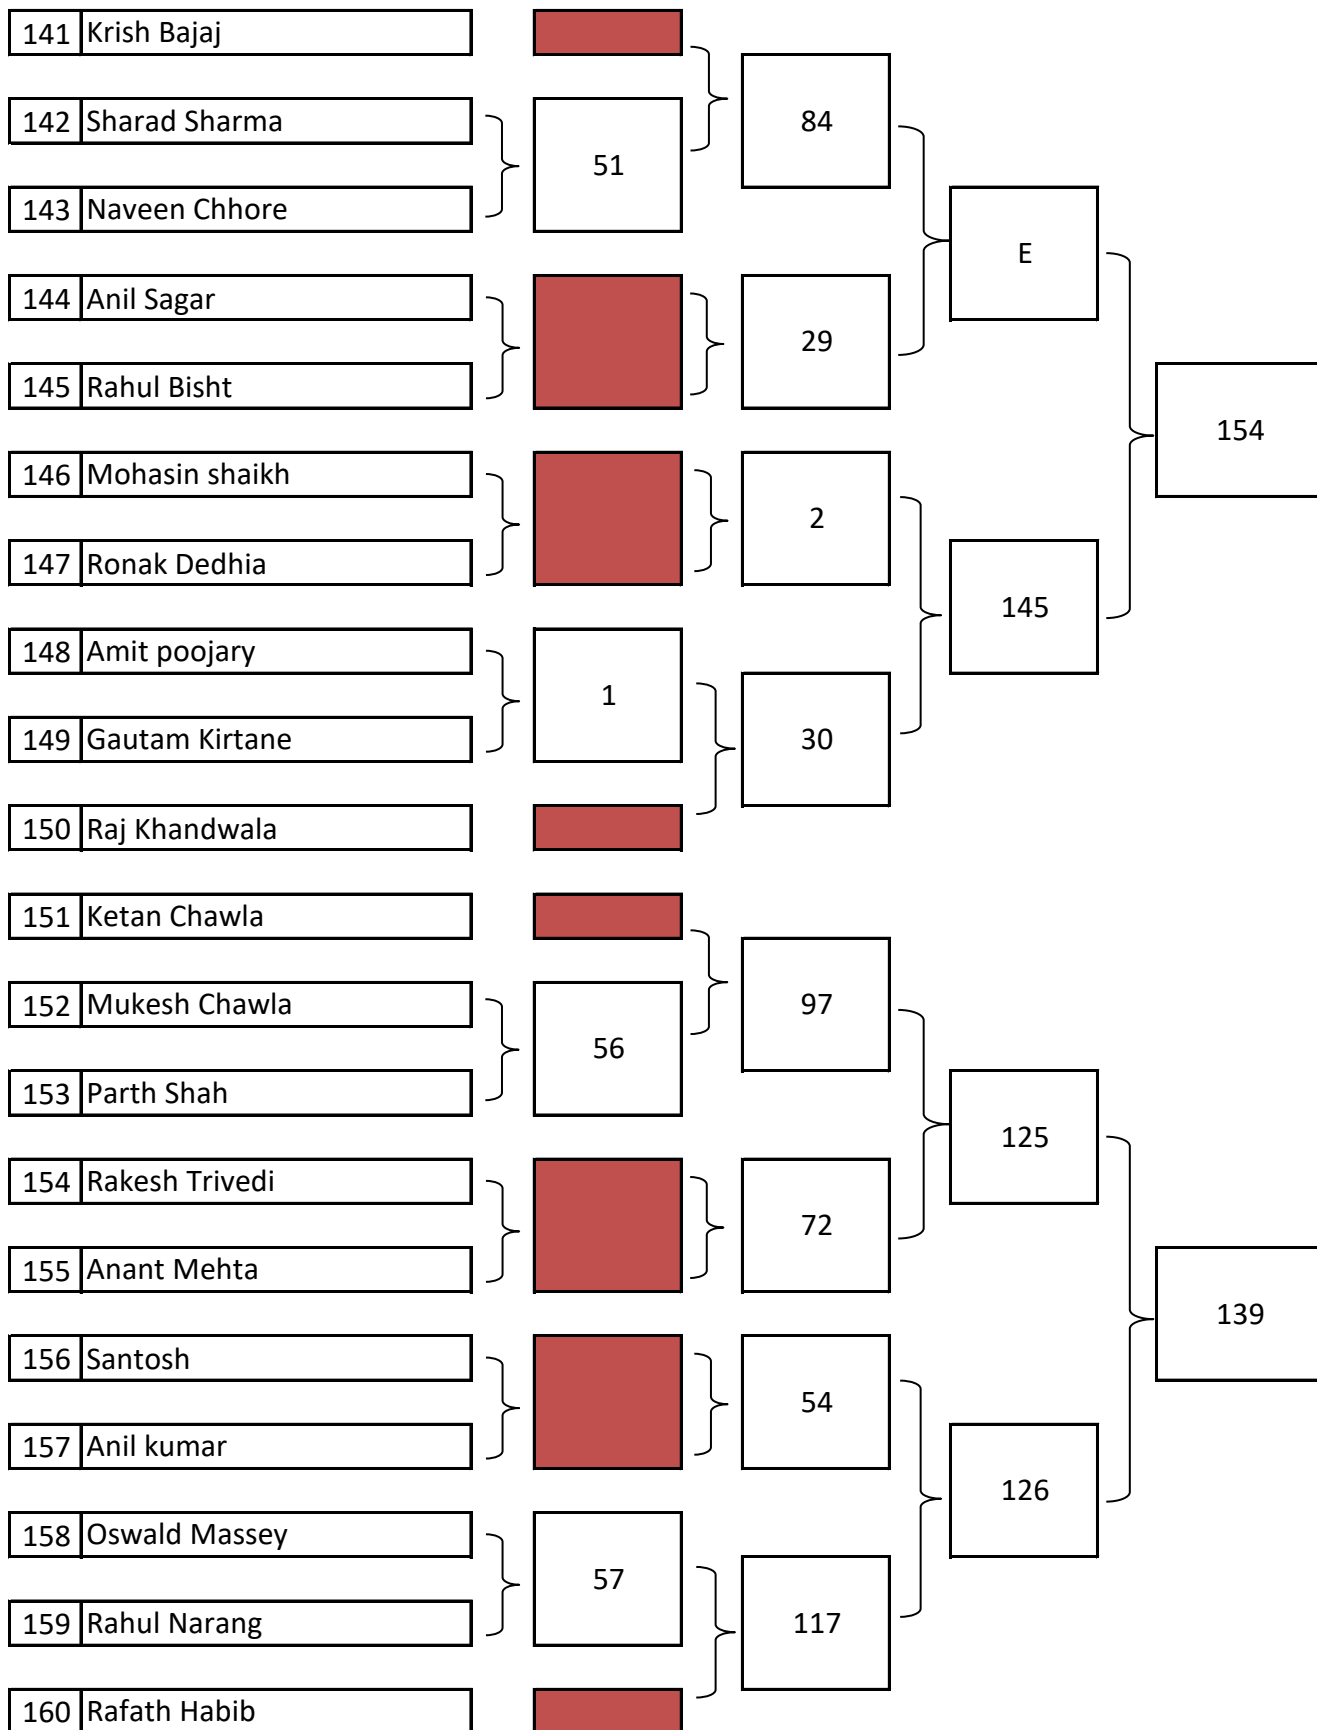 141 Krish Bajaj
84
142 Sharad Sharma
51
143 Naveen Chhore
E
144 Anil Sagar
29
145 Rahul Bisht
154
146 Mohasin shaikh
2
147 Ronak Dedhia
145
148 Amit poojary
1
149 Gautam Kirtane
30
150 Raj Khandwala
151 Ketan Chawla
97
152 Mukesh Chawla
56
153 Parth Shah
125
154 Rakesh Trivedi
72
155 Anant Mehta
139
156 Santosh
54
157 Anil kumar
126
158 Oswald Massey
57
159 Rahul Narang
117
160 Rafath Habib